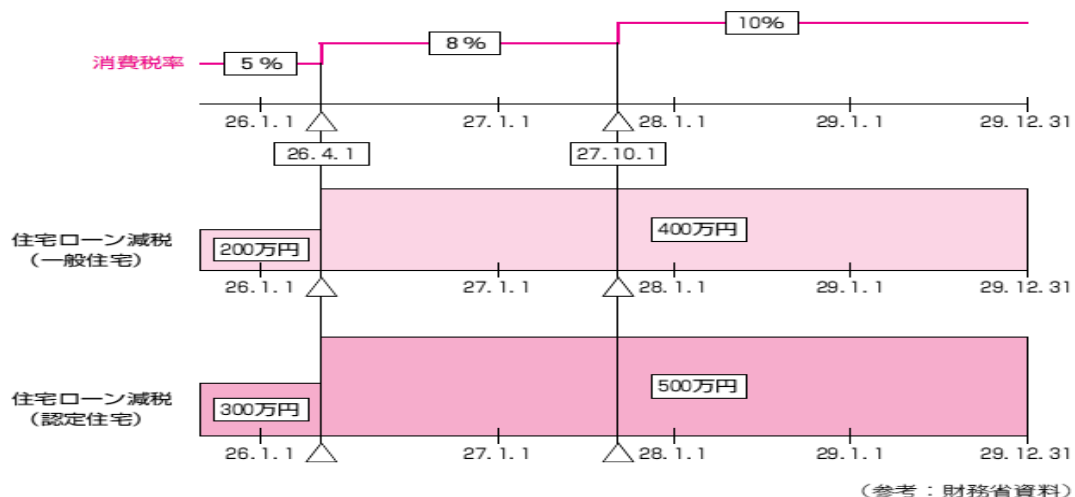 10%
8%
消費税率
5%
26.1.1
27.1.1
28.1.1
29.1.1
29.12.31
26.4.1
27.10.1
住宅ローン減税
(一般住宅)
200万円
400万円
26.1.1
27.1.1
28.1.1
29.1.1
29.12.31
住宅ローン減税
(認定住宅)
300万円
500万円
26.1.1
27.1.1
28.1.1
29.1.1
29.12.31
(参考：財務省資料)